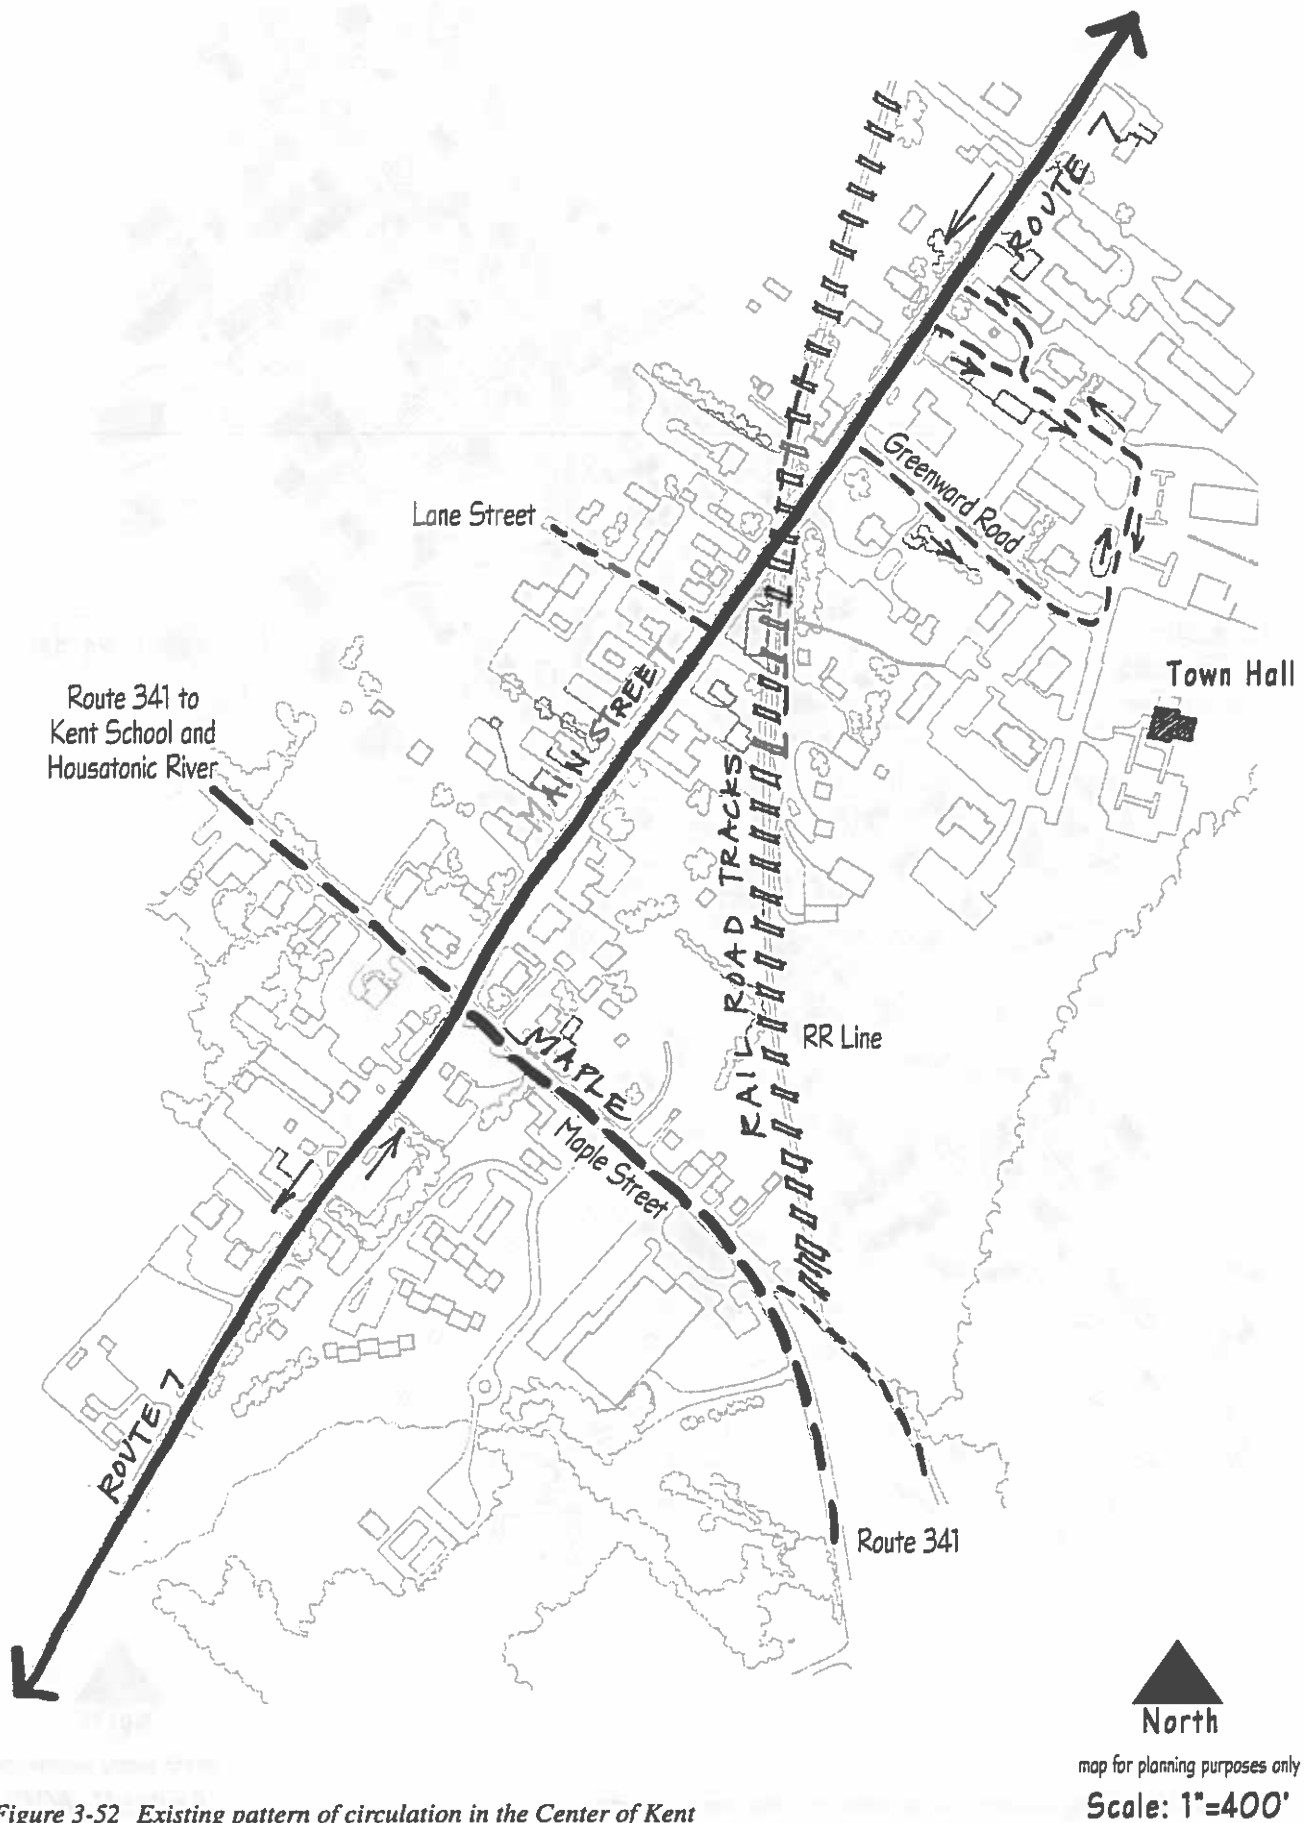 ROUTE 7
Greenward Road
Lane Street
Town Hall
MAIN STREET
Route 341 to
Kent School and
Housatonic River
RAIL ROAD TRACKS
RR Line
MAPLE
Maple Street
ROUTE 7
Route 341
North
map for planning purposes only
Scale: 1"=400'
Figure 3-52 Existing pattern of circulation in the Center of Kent